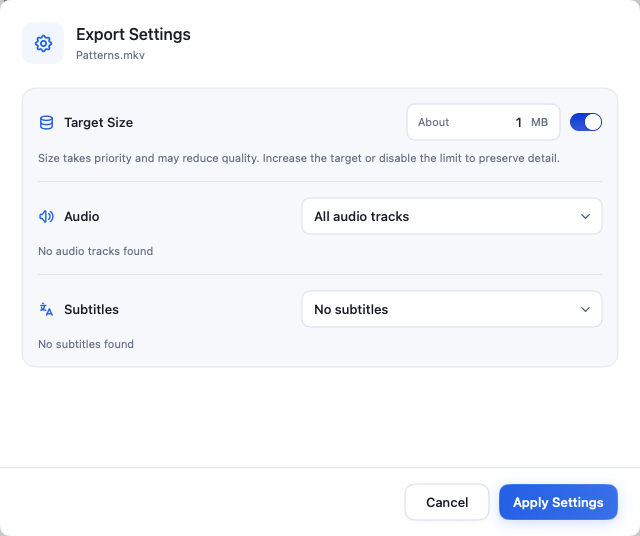 Export Settings
Patterns.mkv
Target Size
About 1 MB
Size takes priority and may reduce quality. Increase the target or disable the limit to preserve detail.
Audio
All audio tracks
No audio tracks found
Subtitles
No subtitles
No subtitles found
Cancel
Apply Settings